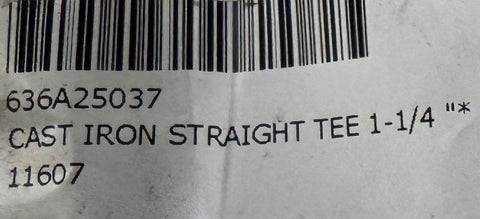 636A25037
CAST IRON STRAIGHT TEE 1-1/4 "*
11607